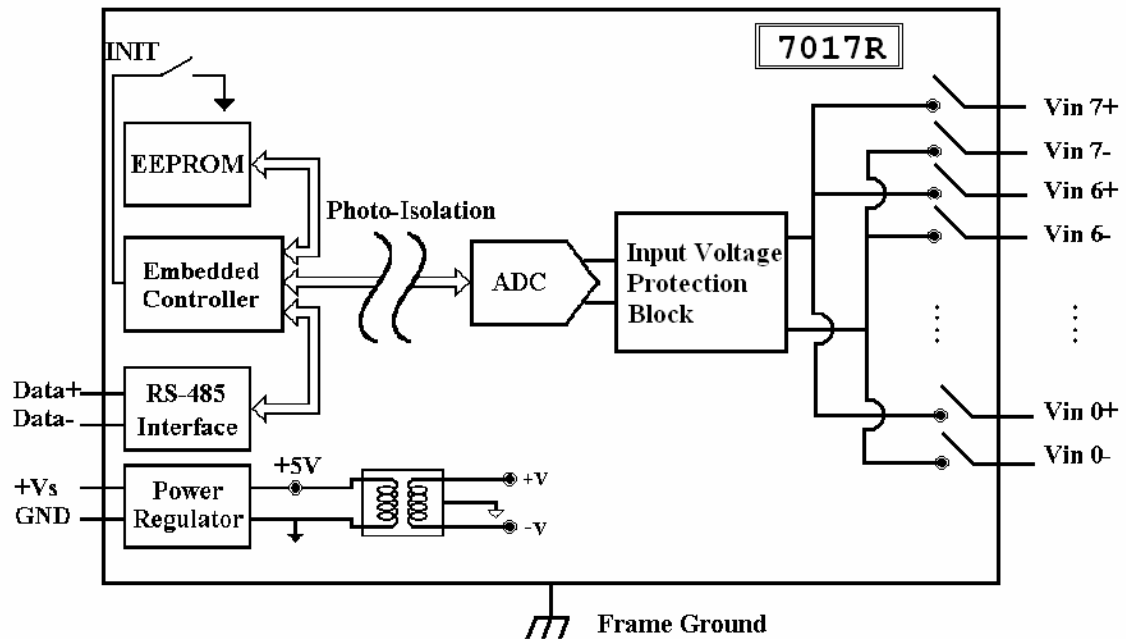 7017R
INIT
EEPROM
Photo-Isolation
Embedded
Controller
ADC
Input Voltage
Protection
Block
Vin 7+
Vin 7-
Vin 6+
Vin 6-
Data+
Data-
RS-485
Interface
Vin 0+
Vin 0-
+Vs
GND
Power
Regulator
+5V
+V
-V
Frame Ground